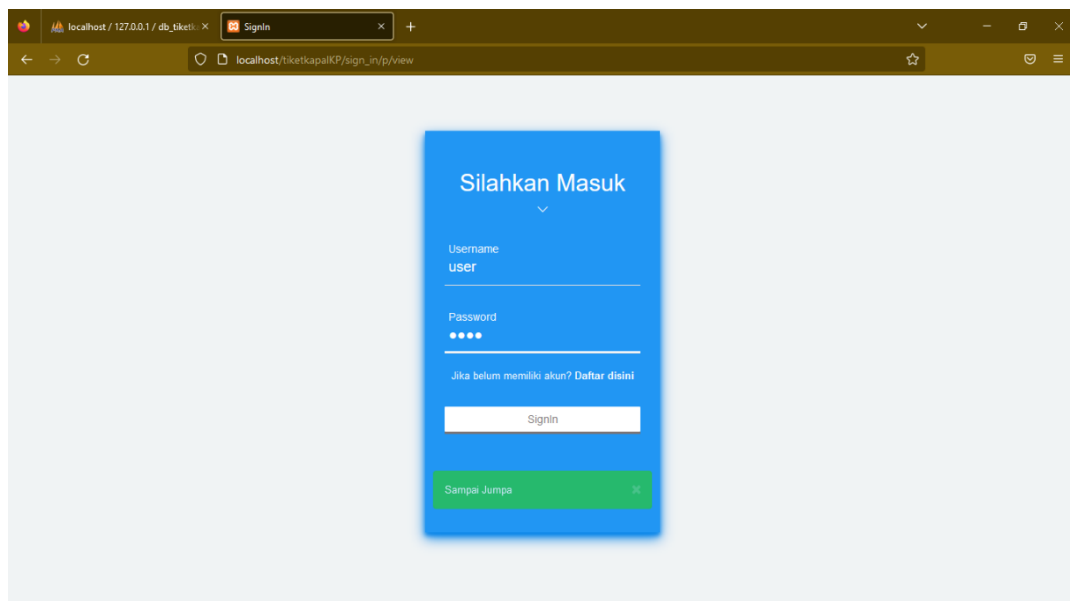 localhost / 127.0.0.1 / db_tiketk
SignIn
localhost/tiketkapalKP/sign_in/p/view
Silahkan Masuk
Username
user
Password
Jika belum memiliki akun? Daftar disini
SignIn
Sampai Jumpa